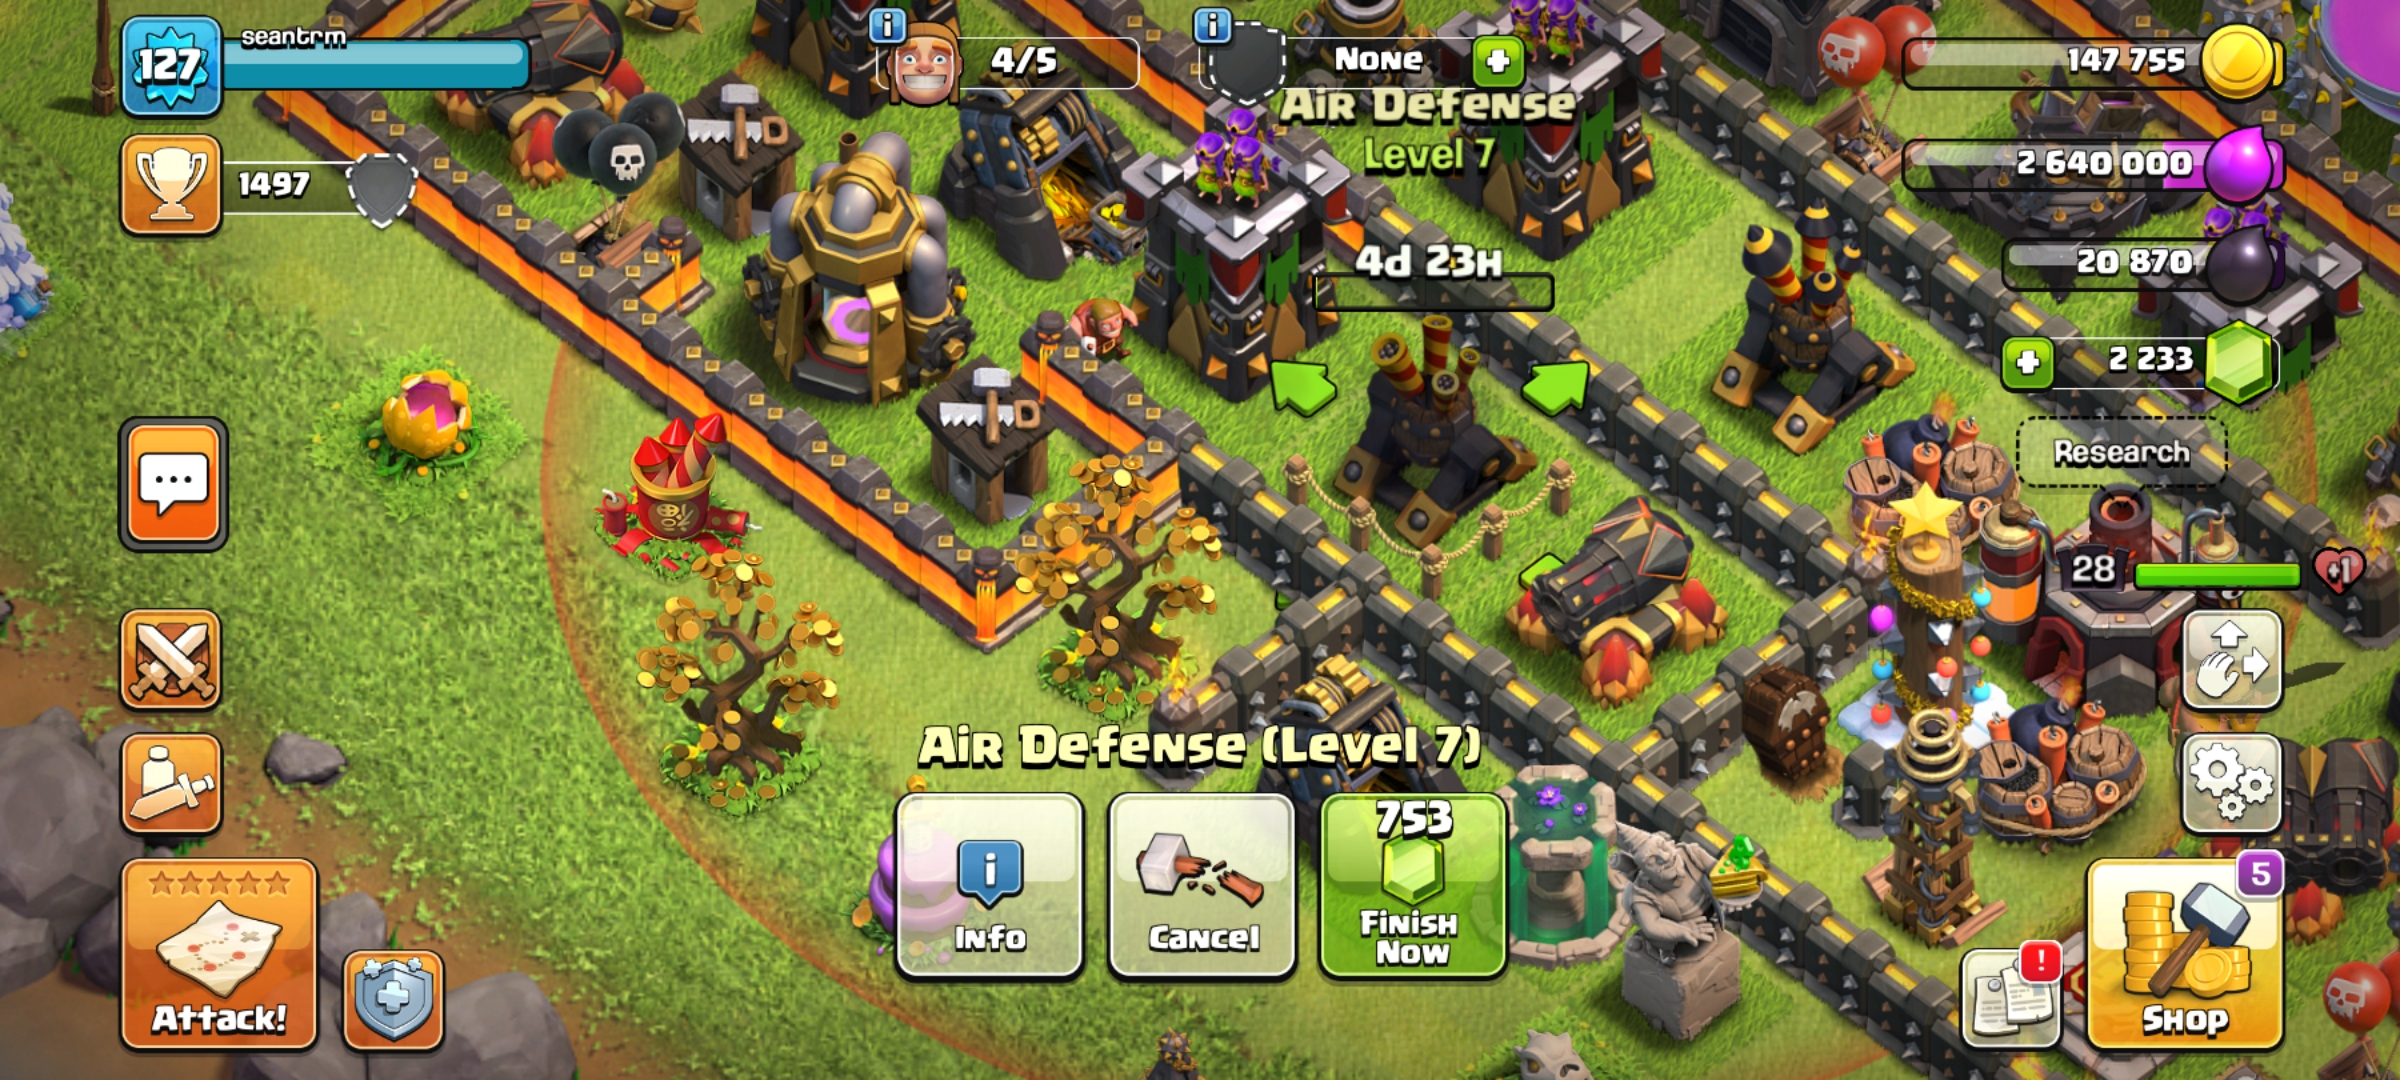 127
seantrm
4/5
None
147 755
Air Defense
Level 7
1497
2 640 000
4d 23h
20 870
2 233
Research
28
+1
Air Defense (Level 7)
753
Info
Cancel
Finish
Now
5
!
Attack!
Shop